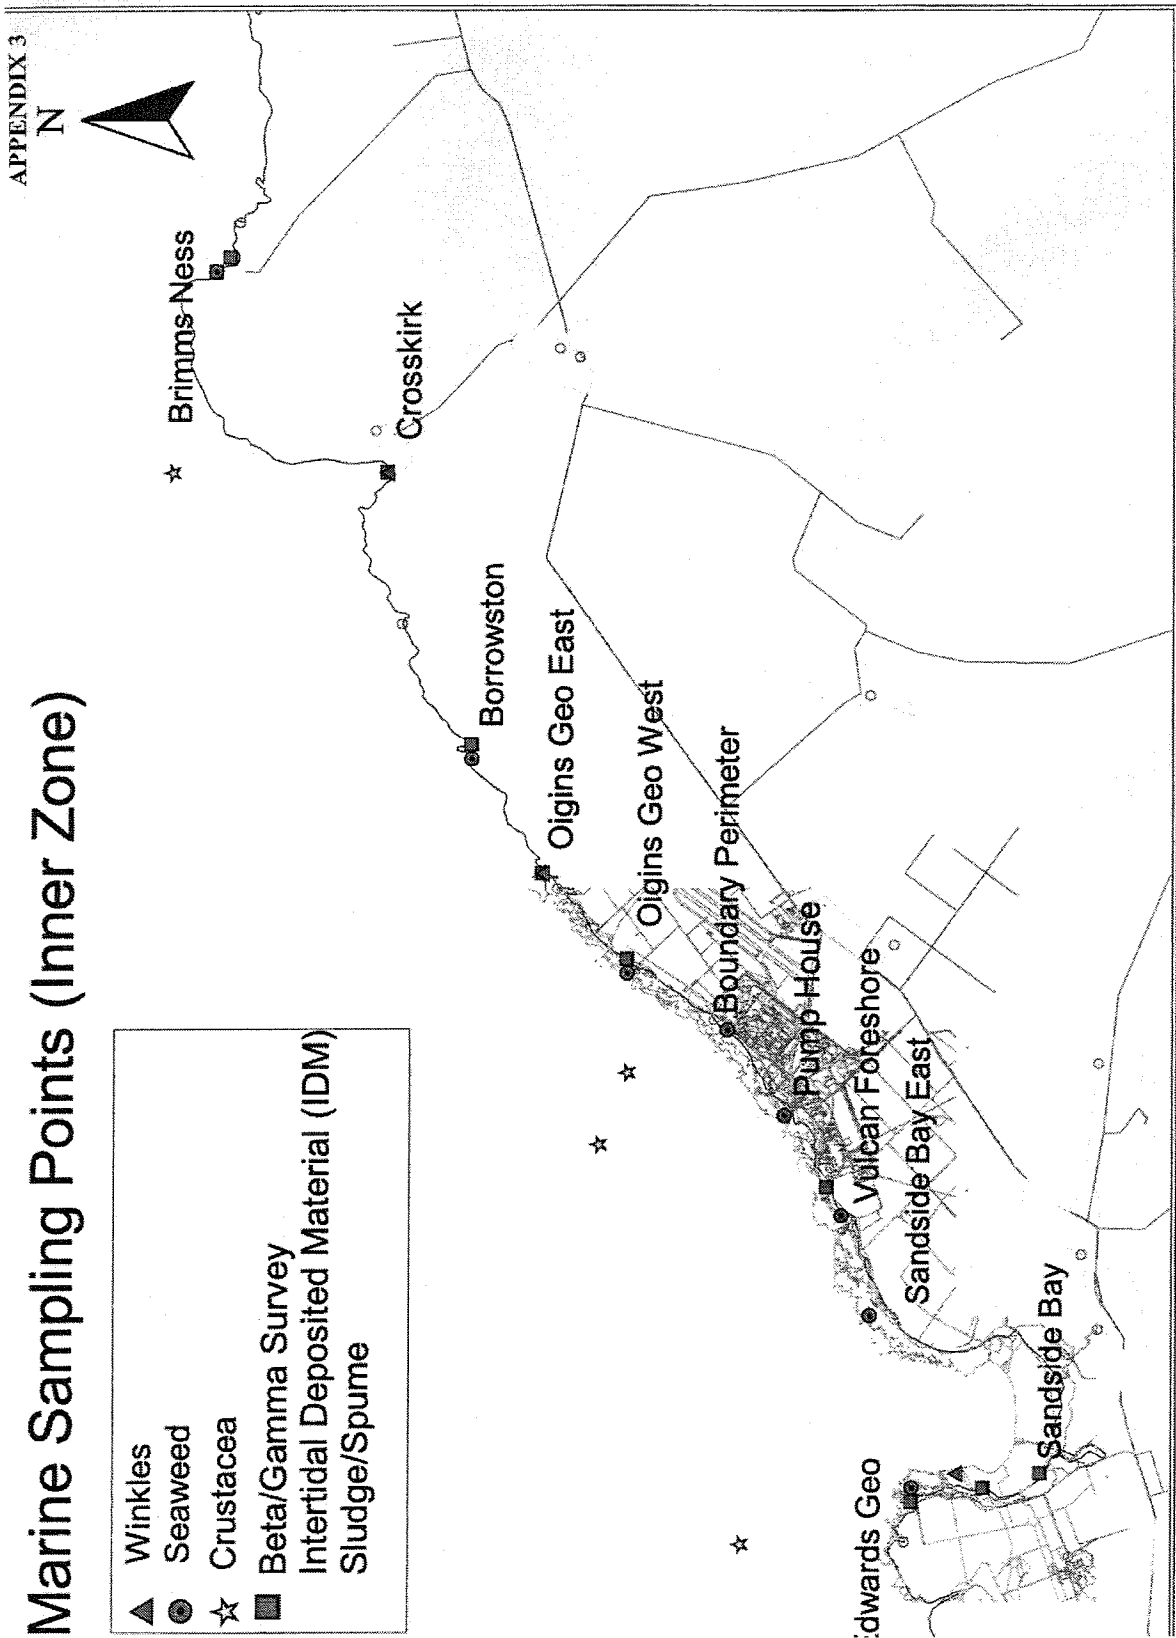 APPENDIX 3
N
Marine Sampling Points (Inner Zone)
Winkles
Seaweed
Crustacea
Beta/Gamma Survey
Intertidal Deposited Material (IDM)
Sludge/Spume
Brimms Ness
Crosskirk
Borrowston
Oigins Geo East
Oigins Geo West
Boundary Perimeter
Pump House
Vulcan Foreshore
Sandside Bay East
Sandside Bay
dwards Geo